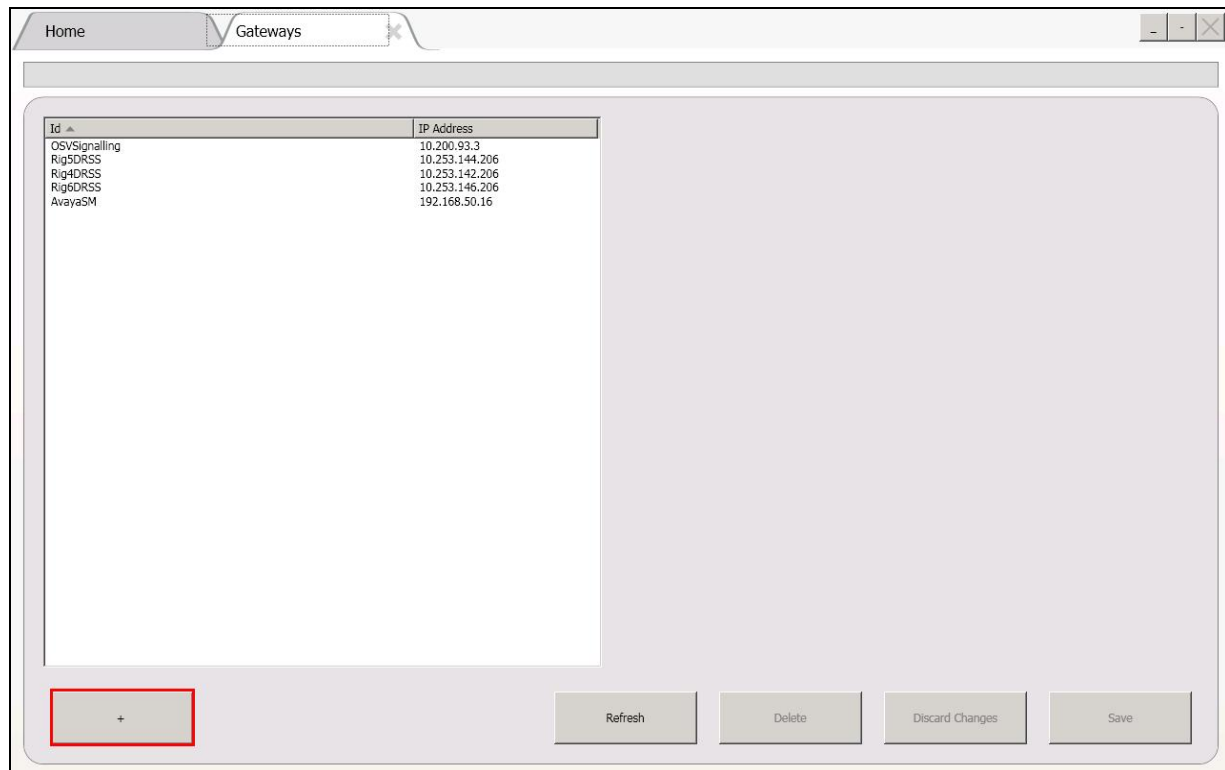 Home Gateways
Id IP Address
OSVSignalling 10.200.93.3
Rig5DRSS 10.253.144.206
Rig4DRSS 10.253.142.206
Rig6DRSS 10.253.146.206
AvayaSM 192.168.50.16
+ Refresh Delete Discard Changes Save